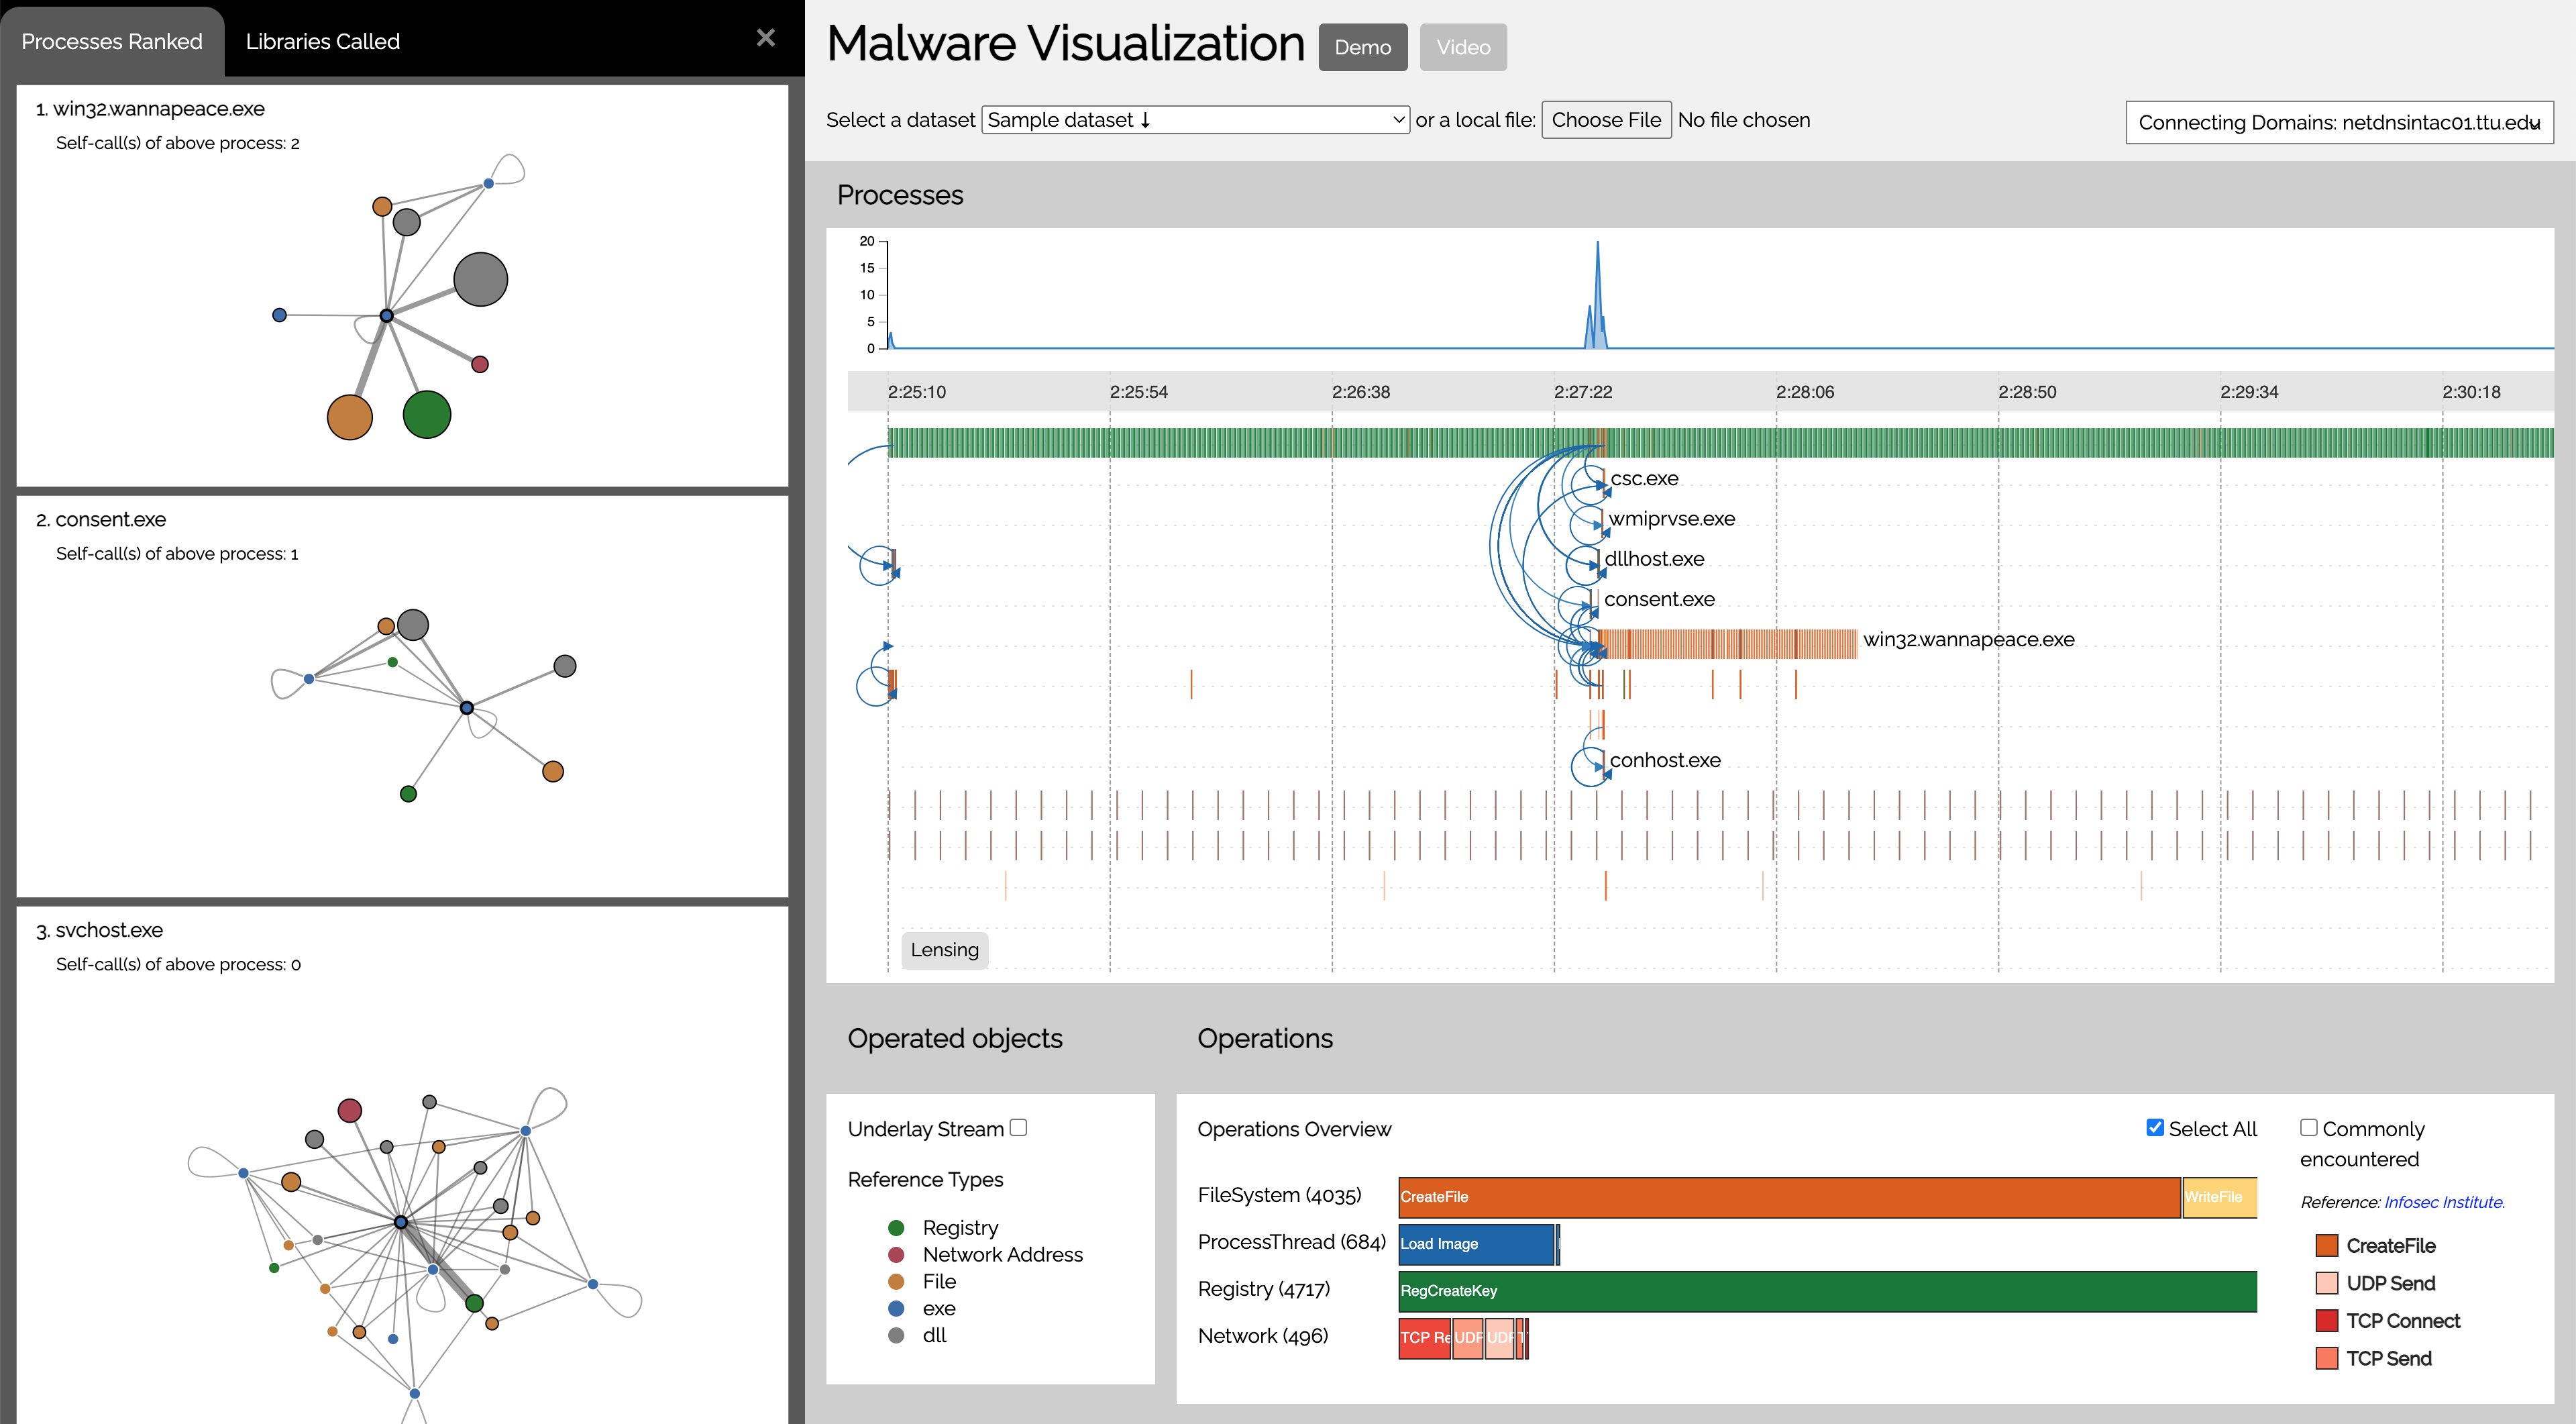 Processes Ranked
Libraries Called
×
1. win32.wannapeace.exe
Self-call(s) of above process: 2
2. consent.exe
Self-call(s) of above process: 1
3. svchost.exe
Self-call(s) of above process: 0
Malware Visualization
Demo
Video
Select a dataset Sample dataset ↓ or a local file: Choose File No file chosen
Connecting Domains: netdnsintac01.ttu.edu
Processes
20
15
10
5
0
2:25:10 2:25:54 2:26:38 2:27:22 2:28:06 2:28:50 2:29:34 2:30:18
csc.exe
wmiprvse.exe
dllhost.exe
consent.exe
win32.wannapeace.exe
conhost.exe
Lensing
Operated objects
Underlay Stream
Reference Types
Registry
Network Address
File
exe
dll
Operations
Operations Overview
Select All
FileSystem (4035) CreateFile WriteFile
ProcessThread (684) Load Image
Registry (4717) RegCreateKey
Network (496) TCP Re UDP UDP
Commonly
encountered
Reference: Infosec Institute.
CreateFile
UDP Send
TCP Connect
TCP Send